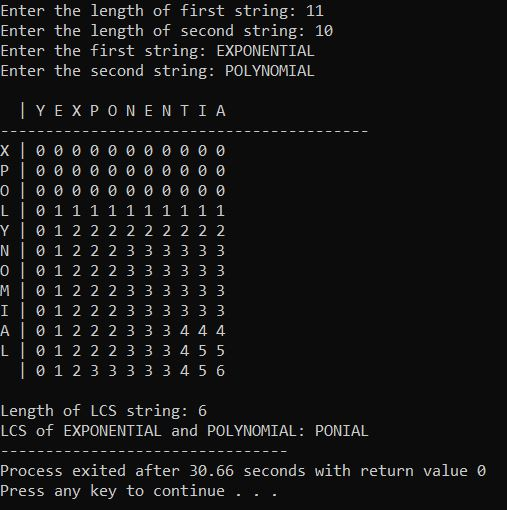 Enter the length of first string: 11
Enter the length of second string: 10
Enter the first string: EXPONENTIAL
Enter the second string: POLYNOMIAL
  | Y E X P O N E N T I A
-----------------------------------------
X | 0 0 0 0 0 0 0 0 0 0 0
P | 0 0 0 0 0 0 0 0 0 0 0
O | 0 0 0 0 0 0 0 0 0 0 0
L | 0 1 1 1 1 1 1 1 1 1 1
Y | 0 1 2 2 2 2 2 2 2 2 2
N | 0 1 2 2 2 3 3 3 3 3 3
O | 0 1 2 2 2 3 3 3 3 3 3
M | 0 1 2 2 2 3 3 3 3 3 3
I | 0 1 2 2 2 3 3 3 3 3 3
A | 0 1 2 2 2 3 3 3 4 4 4
L | 0 1 2 2 2 3 3 3 4 5 5
  | 0 1 2 3 3 3 3 3 4 5 6
Length of LCS string: 6
LCS of EXPONENTIAL and POLYNOMIAL: PONIAL
--------------------------------
Process exited after 30.66 seconds with return value 0
Press any key to continue . . .